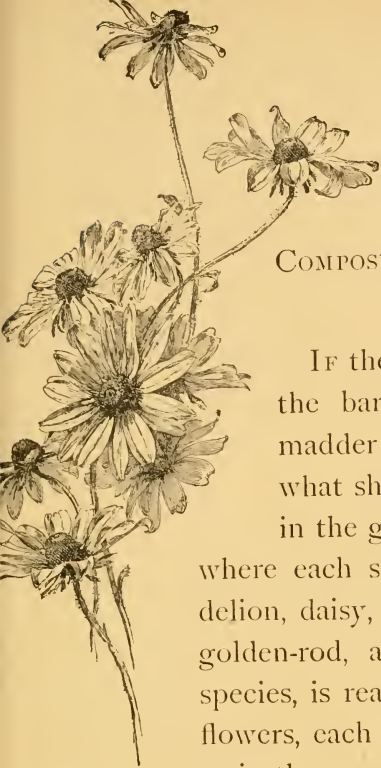 COMPOS
IF the
the bar
madder
what sh
in the g
where each s
delion, daisy,
golden-rod, a
species, is rea
flowers, each